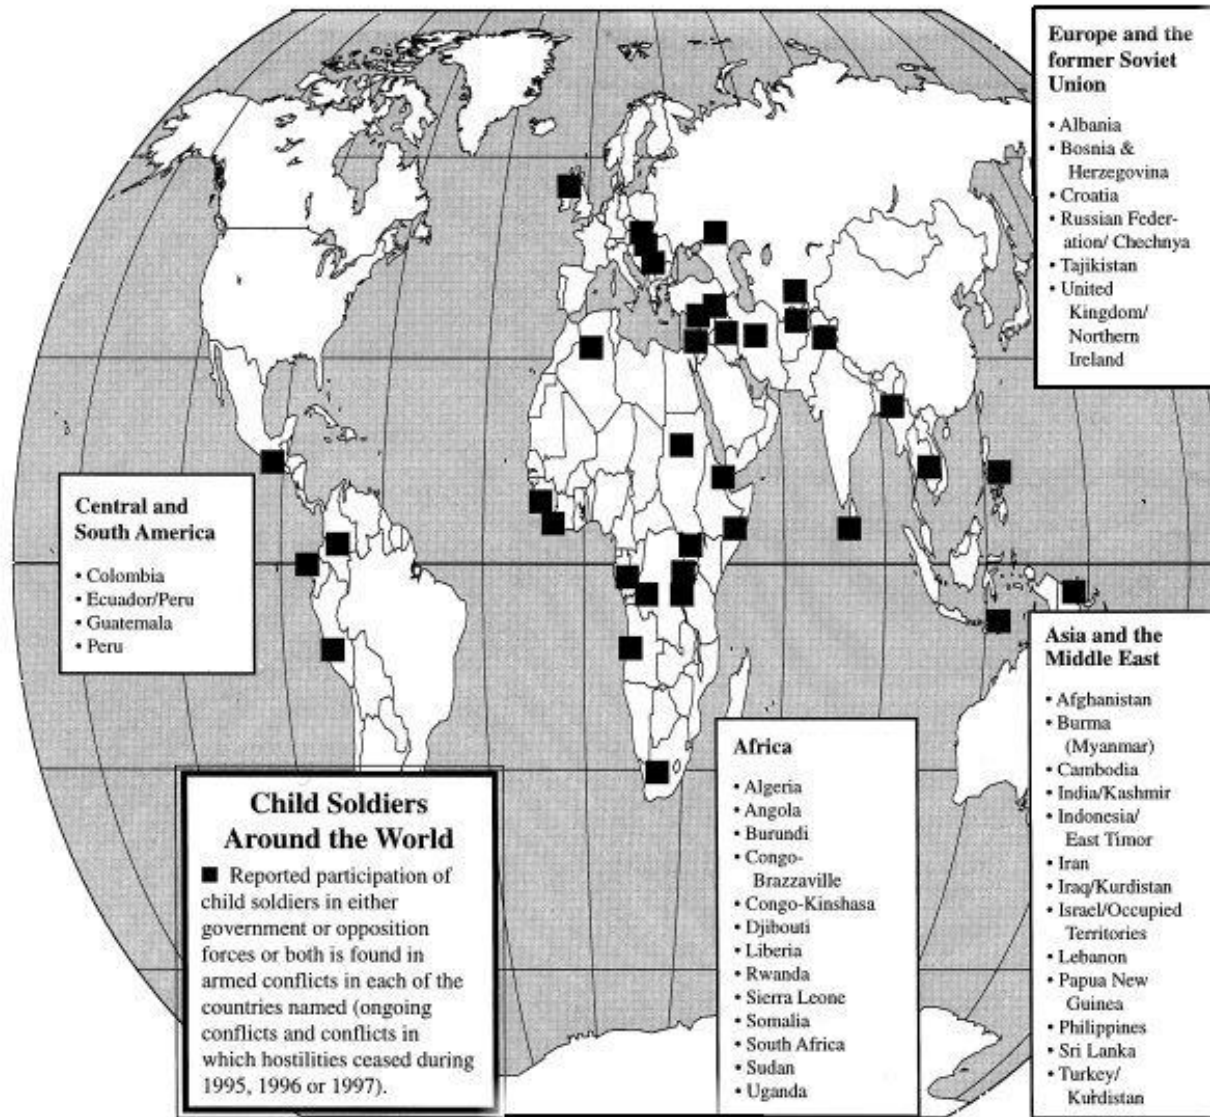 Europe and the
former Soviet
Union
• Albania
• Bosnia &
Herzegovina
• Croatia
• Russian Feder-
ation/ Chechnya
• Tajikistan
• United
Kingdom/
Northern
Ireland
Central and
South America
• Colombia
• Ecuador/Peru
• Guatemala
• Peru
Child Soldiers
Around the World
■ Reported participation of
child soldiers in either
government or opposition
forces or both is found in
armed conflicts in each of the
countries named (ongoing
conflicts and conflicts in
which hostilities ceased during
1995, 1996 or 1997).
Africa
• Algeria
• Angola
• Burundi
• Congo-
Brazzaville
• Congo-Kinshasa
• Djibouti
• Liberia
• Rwanda
• Sierra Leone
• Somalia
• South Africa
• Sudan
• Uganda
Asia and the
Middle East
• Afghanistan
• Burma
(Myanmar)
• Cambodia
• India/Kashmir
• Indonesia/
East Timor
• Iran
• Iraq/Kurdistan
• Israel/Occupied
Territories
• Lebanon
• Papua New
Guinea
• Philippines
• Sri Lanka
• Turkey/
Kurdistan